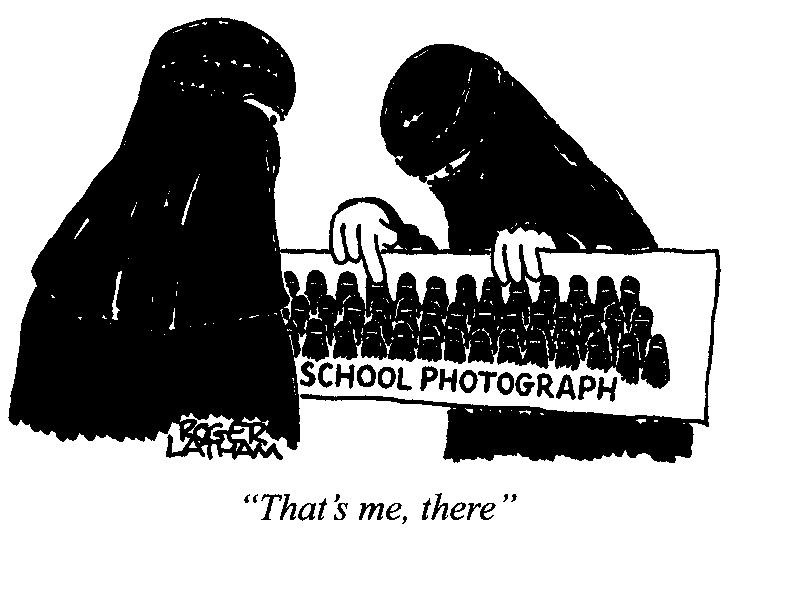 SCHOOL PHOTOGRAPH
ROGER
LATHAM
“That’s me, there”